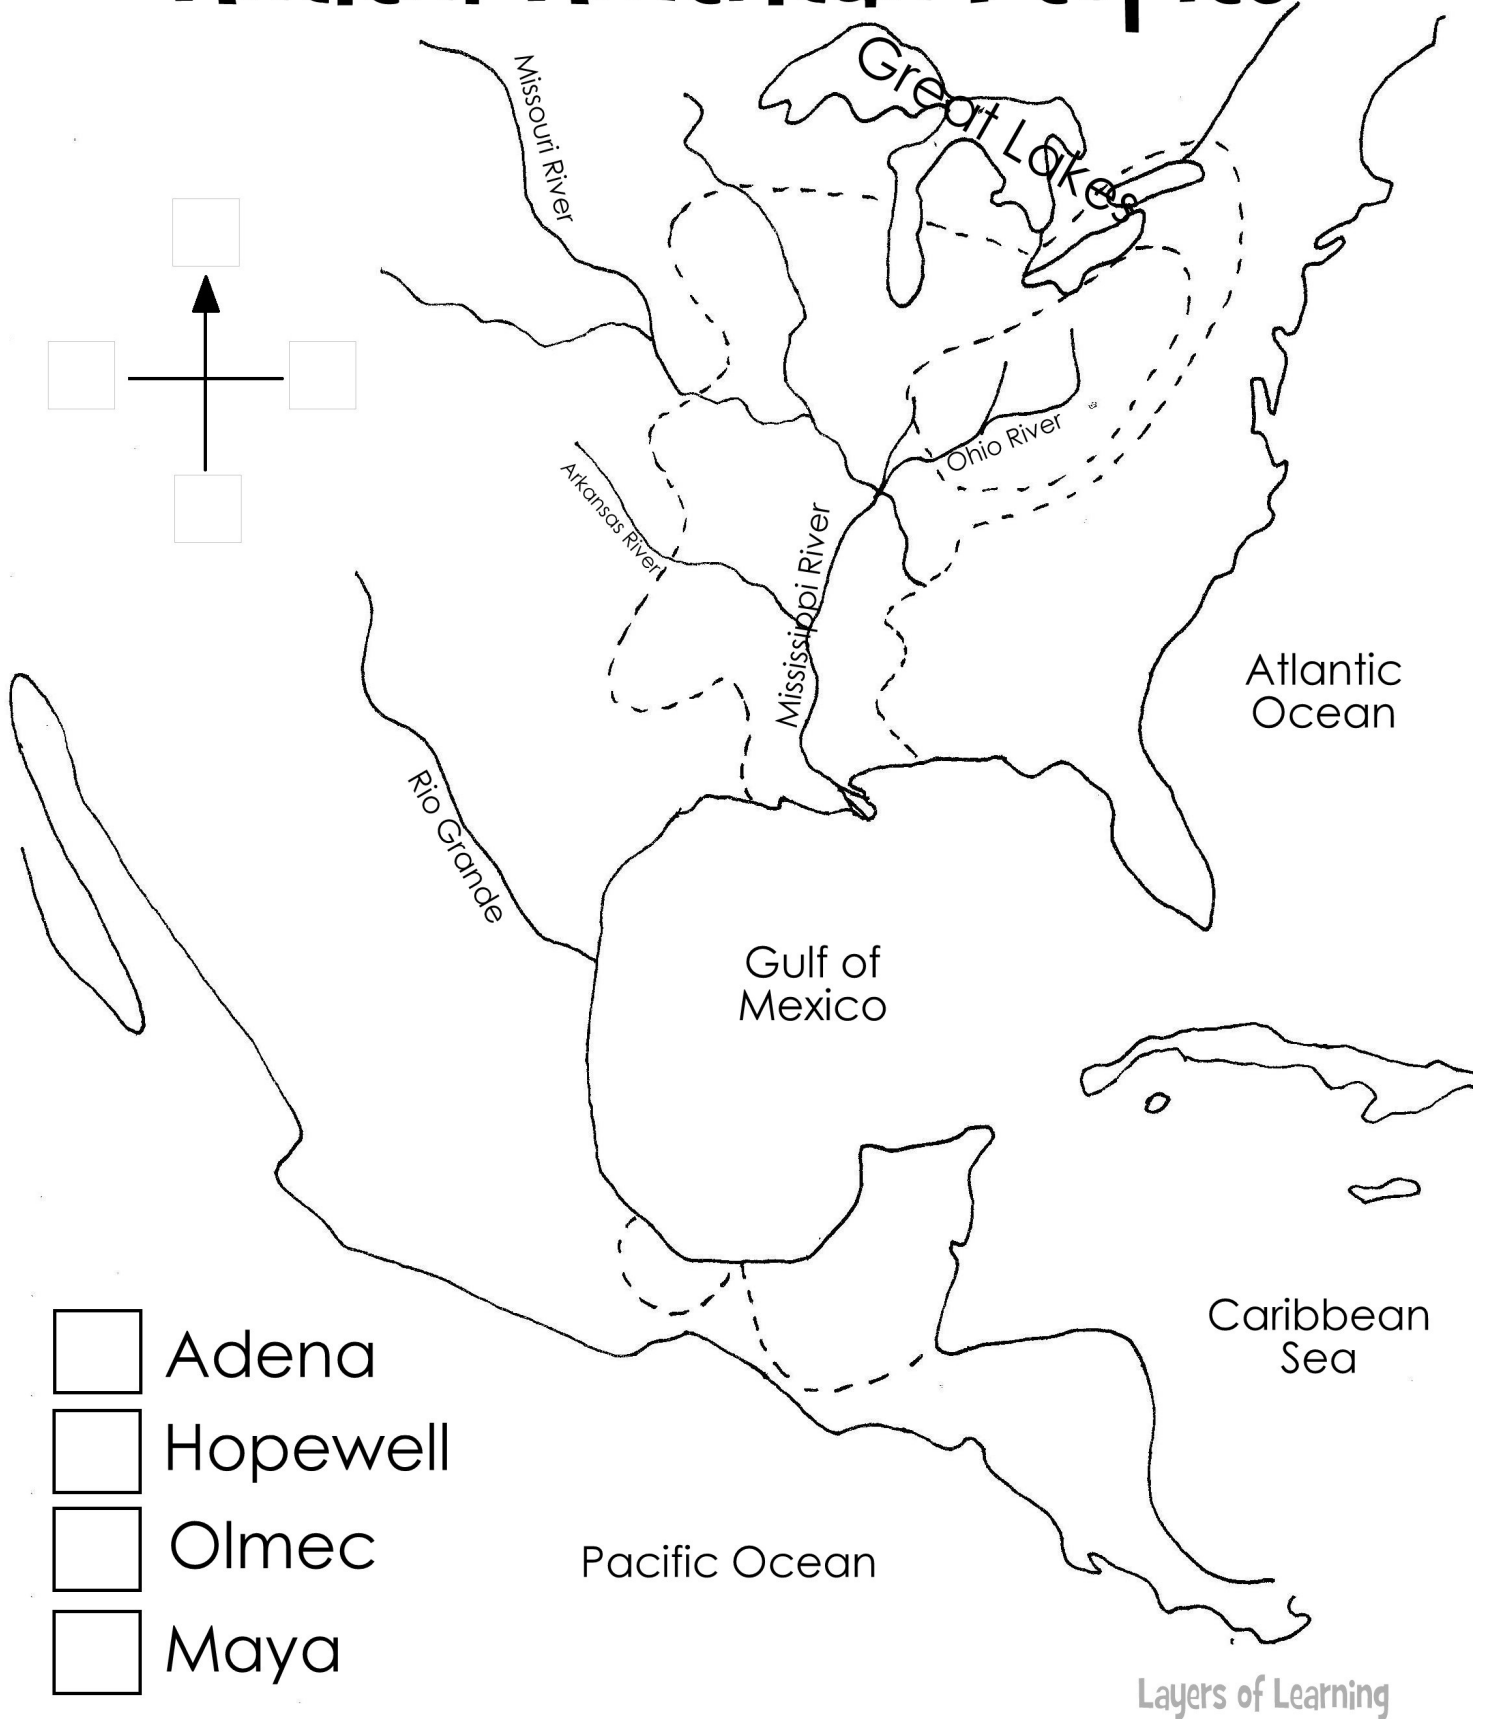 Missouri River
Great Lakes
Arkansas River
Ohio River
Mississippi River
Rio Grande
Atlantic
Ocean
Gulf of
Mexico
Caribbean
Sea
Pacific Ocean
Adena
Hopewell
Olmec
Maya
Layers of Learning